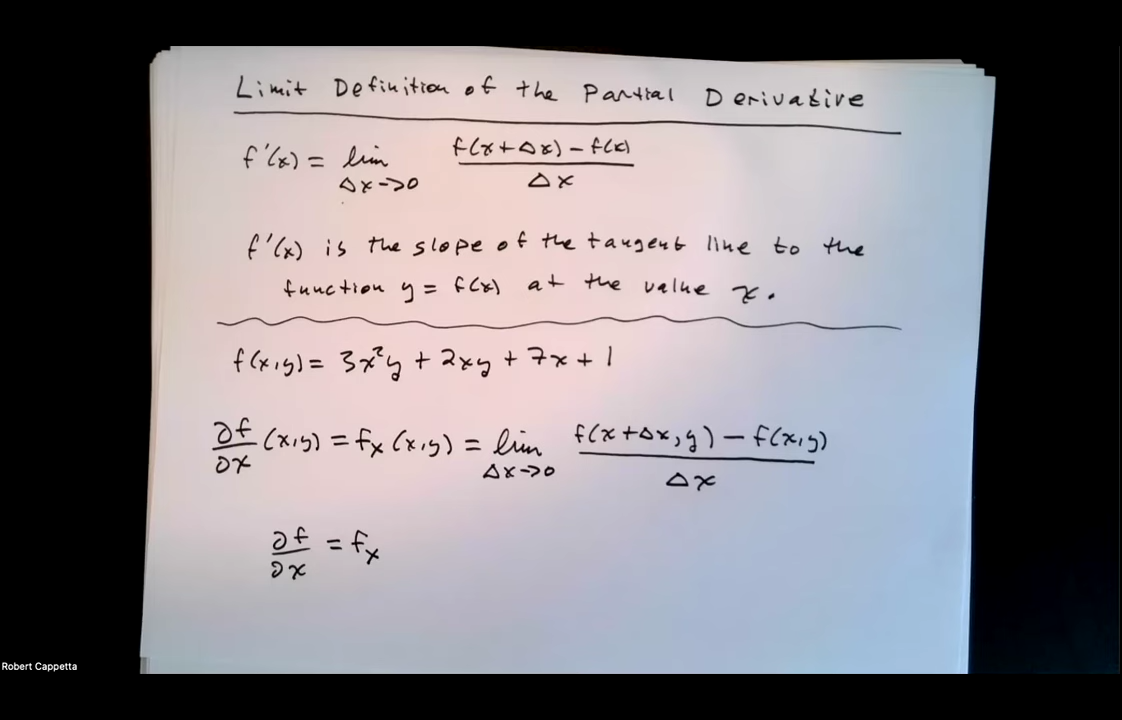 Limit Definition of the Partial Derivative
f'(x) = lim Δx->0 f(x+Δx) - f(x) / Δx
f'(x) is the slope of the tangent line to the
function y = f(x) at the value x.
f(x,y) = 3x²y + 2xy + 7x + 1
∂f/∂x (x,y) = fₓ(x,y) = lim Δx->0 f(x+Δx,y) - f(x,y) / Δx
∂f/∂x = fₓ
Robert Cappetta